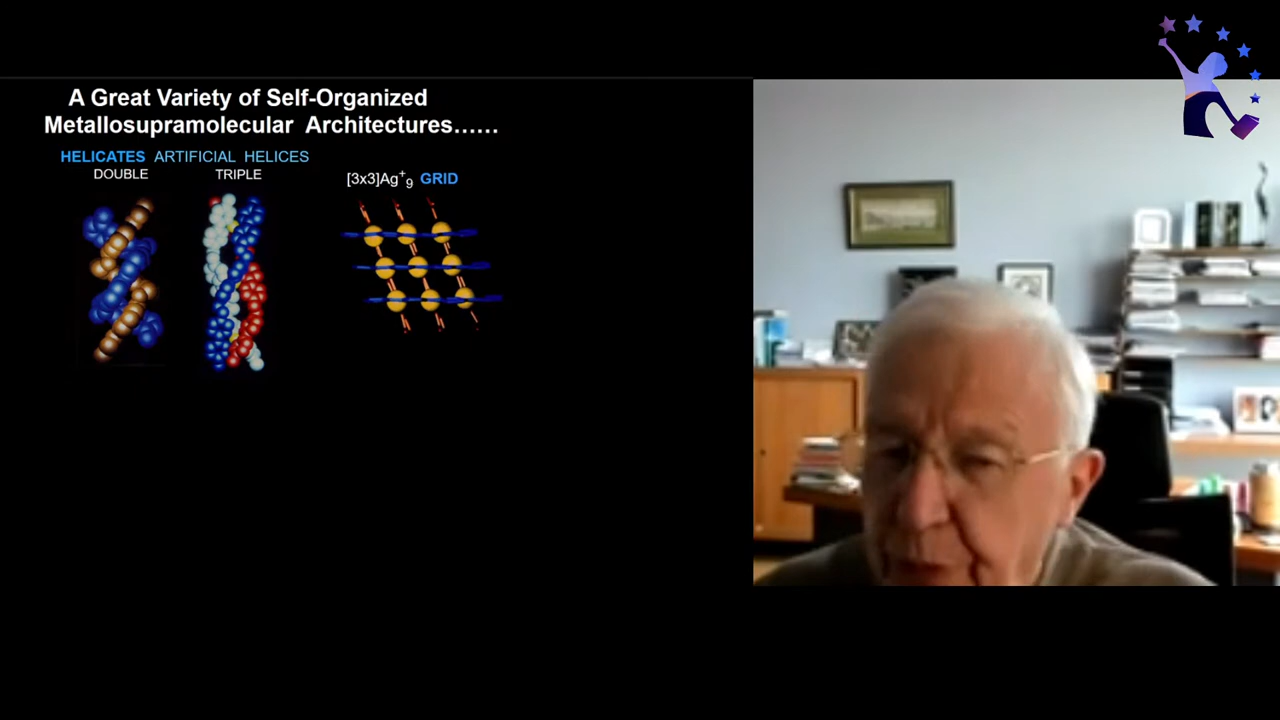 A Great Variety of Self-Organized
Metallosupramolecular Architectures……
HELICATES ARTIFICIAL HELICES
DOUBLE TRIPLE
[3x3]Ag⁺₉ GRID